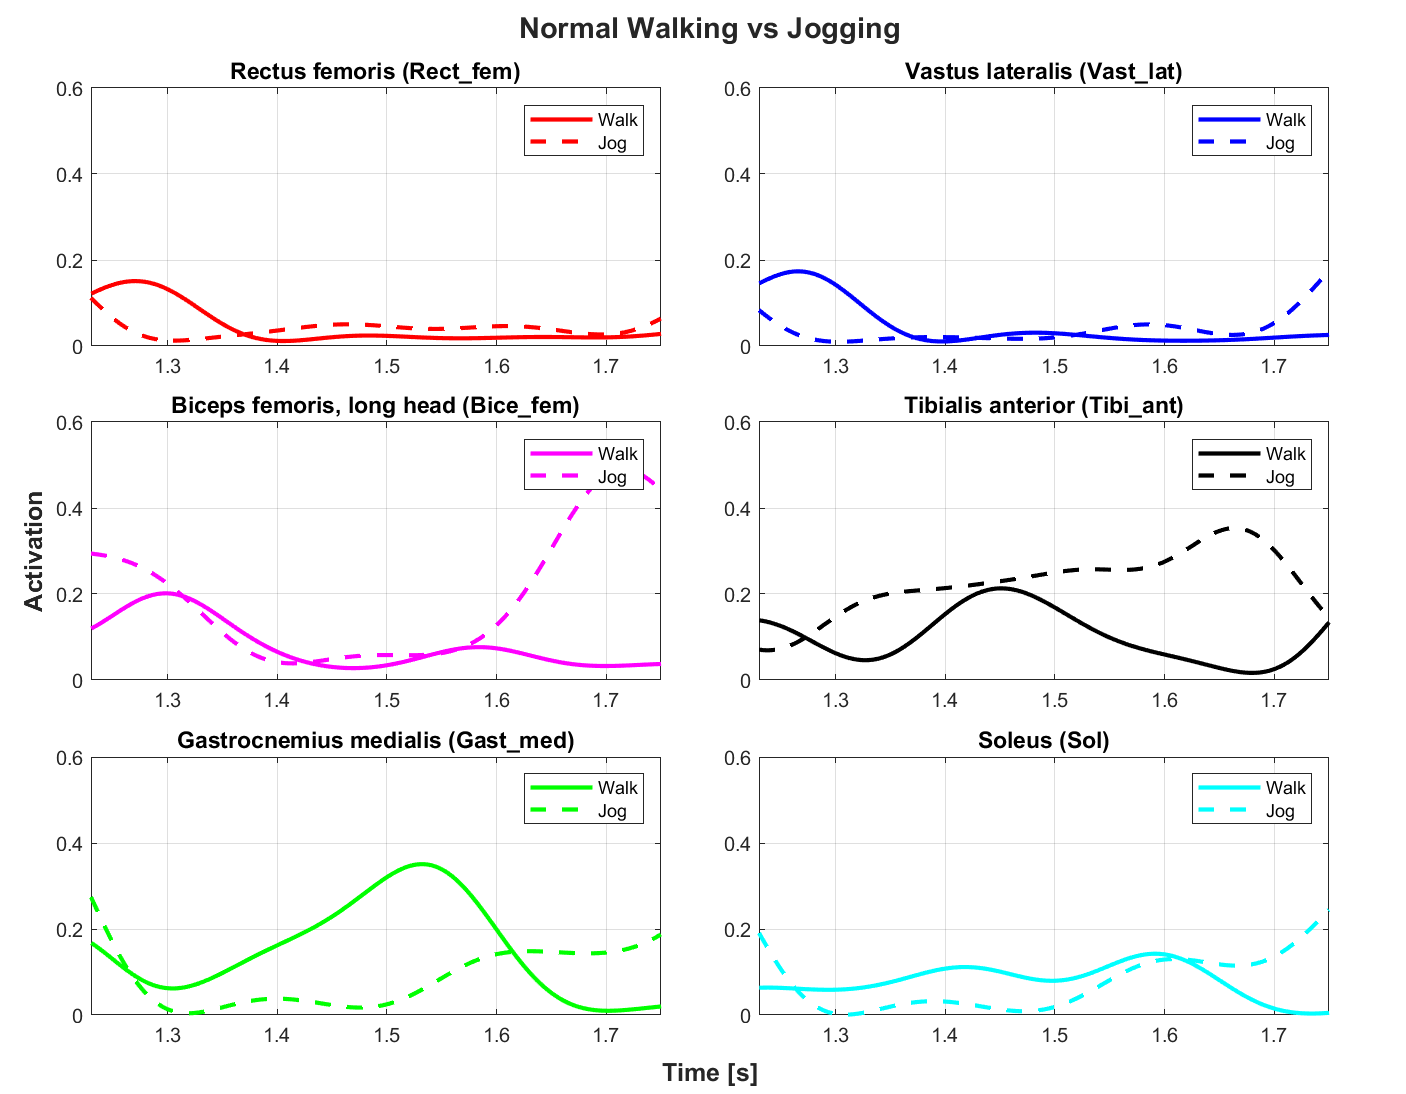 Normal Walking vs Jogging
Rectus femoris (Rect_fem)
0.6
0.4
0.2
0
1.3 1.4 1.5 1.6 1.7
Walk
Jog
Vastus lateralis (Vast_lat)
0.6
0.4
0.2
0
1.3 1.4 1.5 1.6 1.7
Walk
Jog
Biceps femoris, long head (Bice_fem)
0.6
0.4
0.2
0
1.3 1.4 1.5 1.6 1.7
Walk
Jog
Tibialis anterior (Tibi_ant)
0.6
0.4
0.2
0
1.3 1.4 1.5 1.6 1.7
Walk
Jog
Activation
Gastrocnemius medialis (Gast_med)
0.6
0.4
0.2
0
1.3 1.4 1.5 1.6 1.7
Walk
Jog
Soleus (Sol)
0.6
0.4
0.2
0
1.3 1.4 1.5 1.6 1.7
Walk
Jog
Time [s]